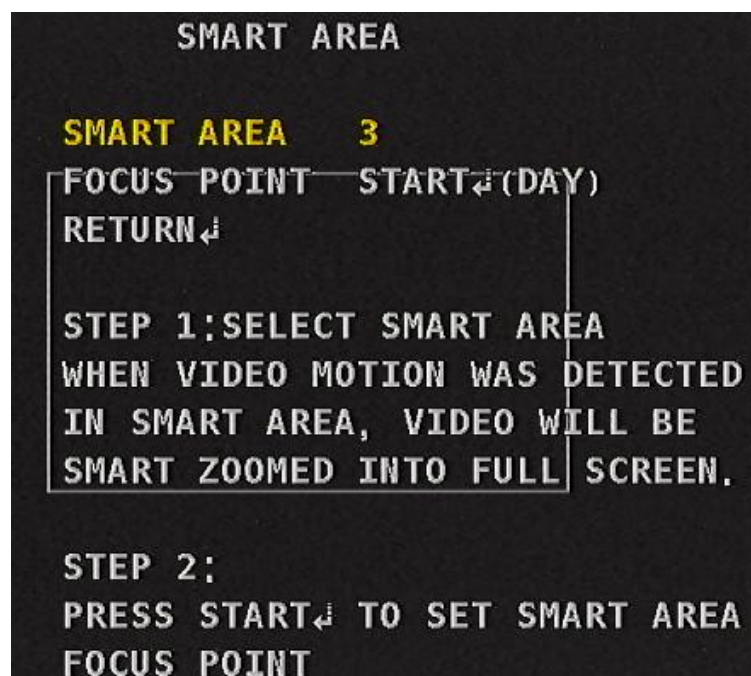 SMART AREA
SMART AREA 3
FOCUS POINT START↲(DAY)
RETURN↲
STEP 1:SELECT SMART AREA
WHEN VIDEO MOTION WAS DETECTED
IN SMART AREA, VIDEO WILL BE
SMART ZOOMED INTO FULL SCREEN.
STEP 2:
PRESS START↲ TO SET SMART AREA
FOCUS POINT